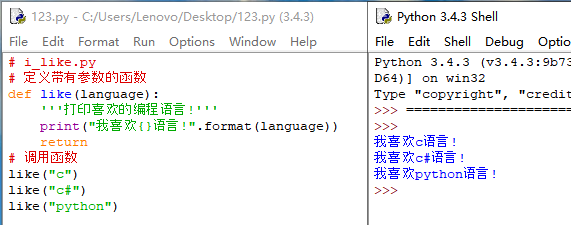 123.py - C:/Users/Lenovo/Desktop/123.py (3.4.3)
File Edit Format Run Options Window Help
# i_like.py
# 定义带有参数的函数
def like(language):
    '''打印喜欢的编程语言!'''
    print("我喜欢{}语言!".format(language))
    return
# 调用函数
like("c")
like("c#")
like("python")
Python 3.4.3 Shell
File Edit Shell Debug Options
Python 3.4.3 (v3.4.3:9b73
D64)] on win32
Type "copyright", "credit
>>> ========================
>>>
我喜欢c语言!
我喜欢c#语言!
我喜欢python语言!
>>>